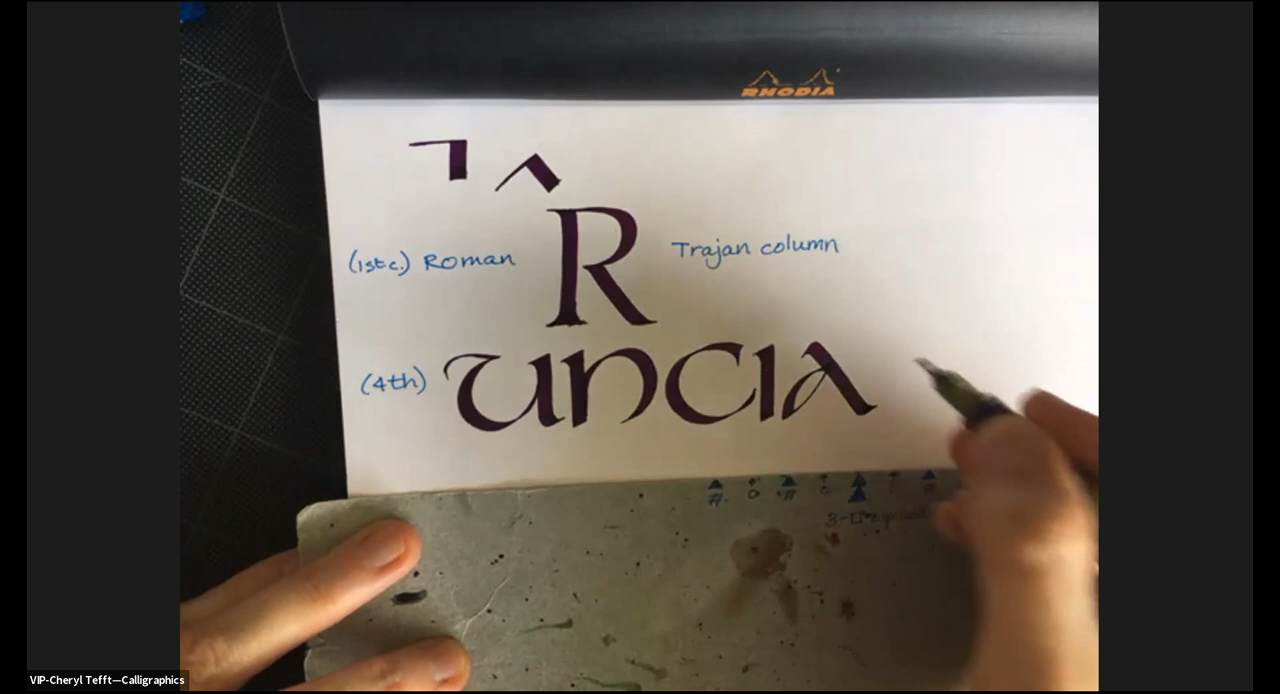 RHODIA
R
(1st c.) Roman Trajan column
(4th) UNCIA
VIP-Cheryl Tefft—Calligraphics